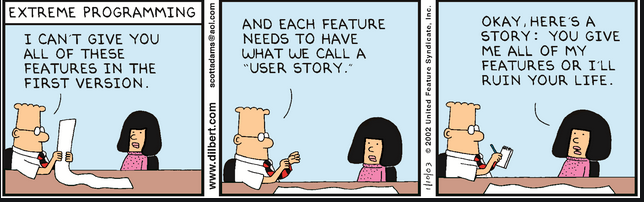 EXTREME PROGRAMMING
I CAN'T GIVE YOU
ALL OF THESE
FEATURES IN THE
FIRST VERSION.
www.dilbert.com
scottadams@aol.com
AND EACH FEATURE
NEEDS TO HAVE
WHAT WE CALL A
"USER STORY."
1/10/03
© 2002 United Feature Syndicate, Inc.
OKAY, HERE'S A
STORY: YOU GIVE
ME ALL OF MY
FEATURES OR I'LL
RUIN YOUR LIFE.